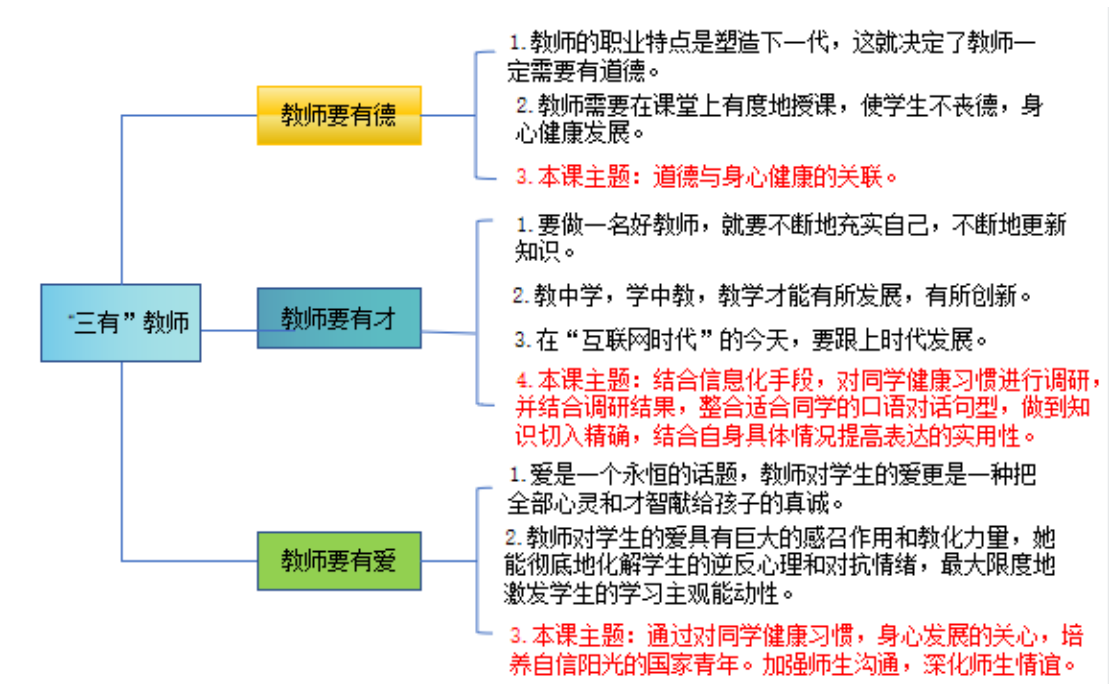 “三有”教师
教师要有德
1.教师的职业特点是塑造下一代，这就决定了教师一
定需要有道德。
2.教师需要在课堂上有度地授课，使学生不丧德，身
心健康发展。
3.本课主题：道德与身心健康的关联。
教师要有才
1.要做一名好教师，就要不断地充实自己，不断地更新
知识。
2.教中学，学中教，教学才能有所发展，有所创新。
3.在“互联网时代”的今天，要跟上时代发展。
4.本课主题：结合信息化手段，对同学健康习惯进行调研，
并结合调研结果，整合适合同学的口语对话句型，做到知
识切入精确，结合自身具体情况提高表达的实用性。
教师要有爱
1.爱是一个永恒的话题，教师对学生的爱更是一种把
全部心灵和才智献给孩子的真诚。
2.教师对学生的爱具有巨大的感召作用和教化力量，她
能彻底地化解学生的逆反心理和对抗情绪，最大限度地
激发学生的学习主观能动性。
3.本课主题：通过对同学健康习惯，身心发展的关心，培
养自信阳光的国家青年。加强师生沟通，深化师生情谊。